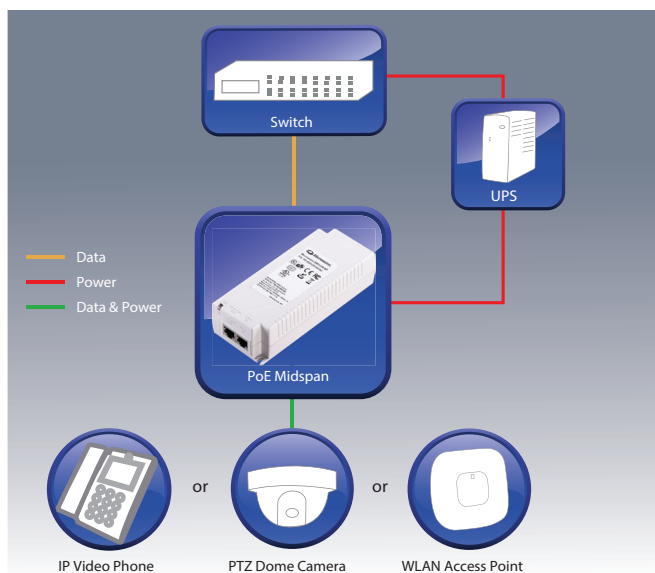 Switch
UPS
Data
Power
Data & Power
PoE Midspan
or
or
IP Video Phone
PTZ Dome Camera
WLAN Access Point